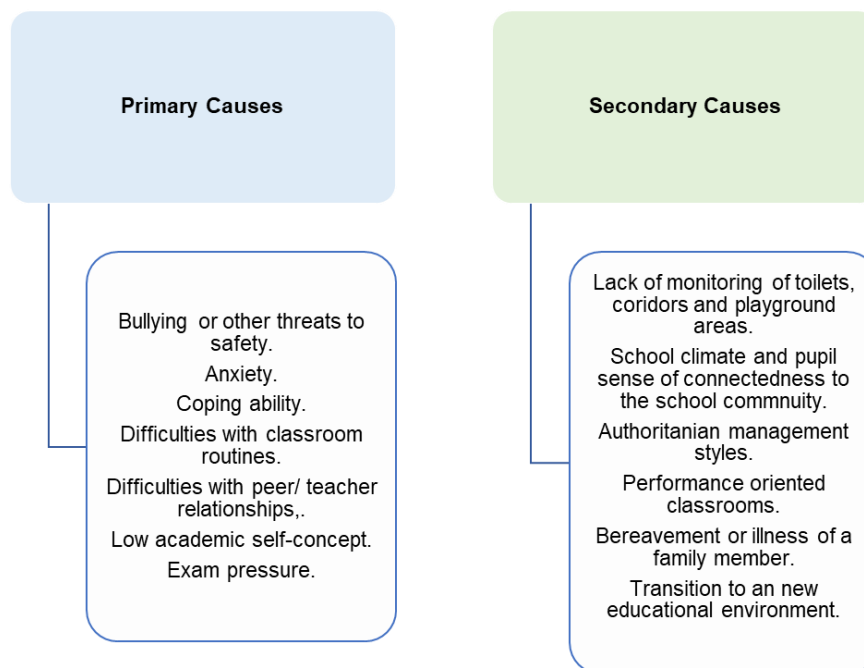 Primary Causes
Bullying or other threats to
safety.
Anxiety.
Coping ability.
Difficulties with classroom
routines.
Difficulties with peer/ teacher
relationships,.
Low academic self-concept.
Exam pressure.
Secondary Causes
Lack of monitoring of toilets,
coridors and playground
areas.
School climate and pupil
sense of connectedness to
the school commnuity.
Authoritanian management
styles.
Performance oriented
classrooms.
Bereavement or illness of a
family member.
Transition to an new
educational environment.